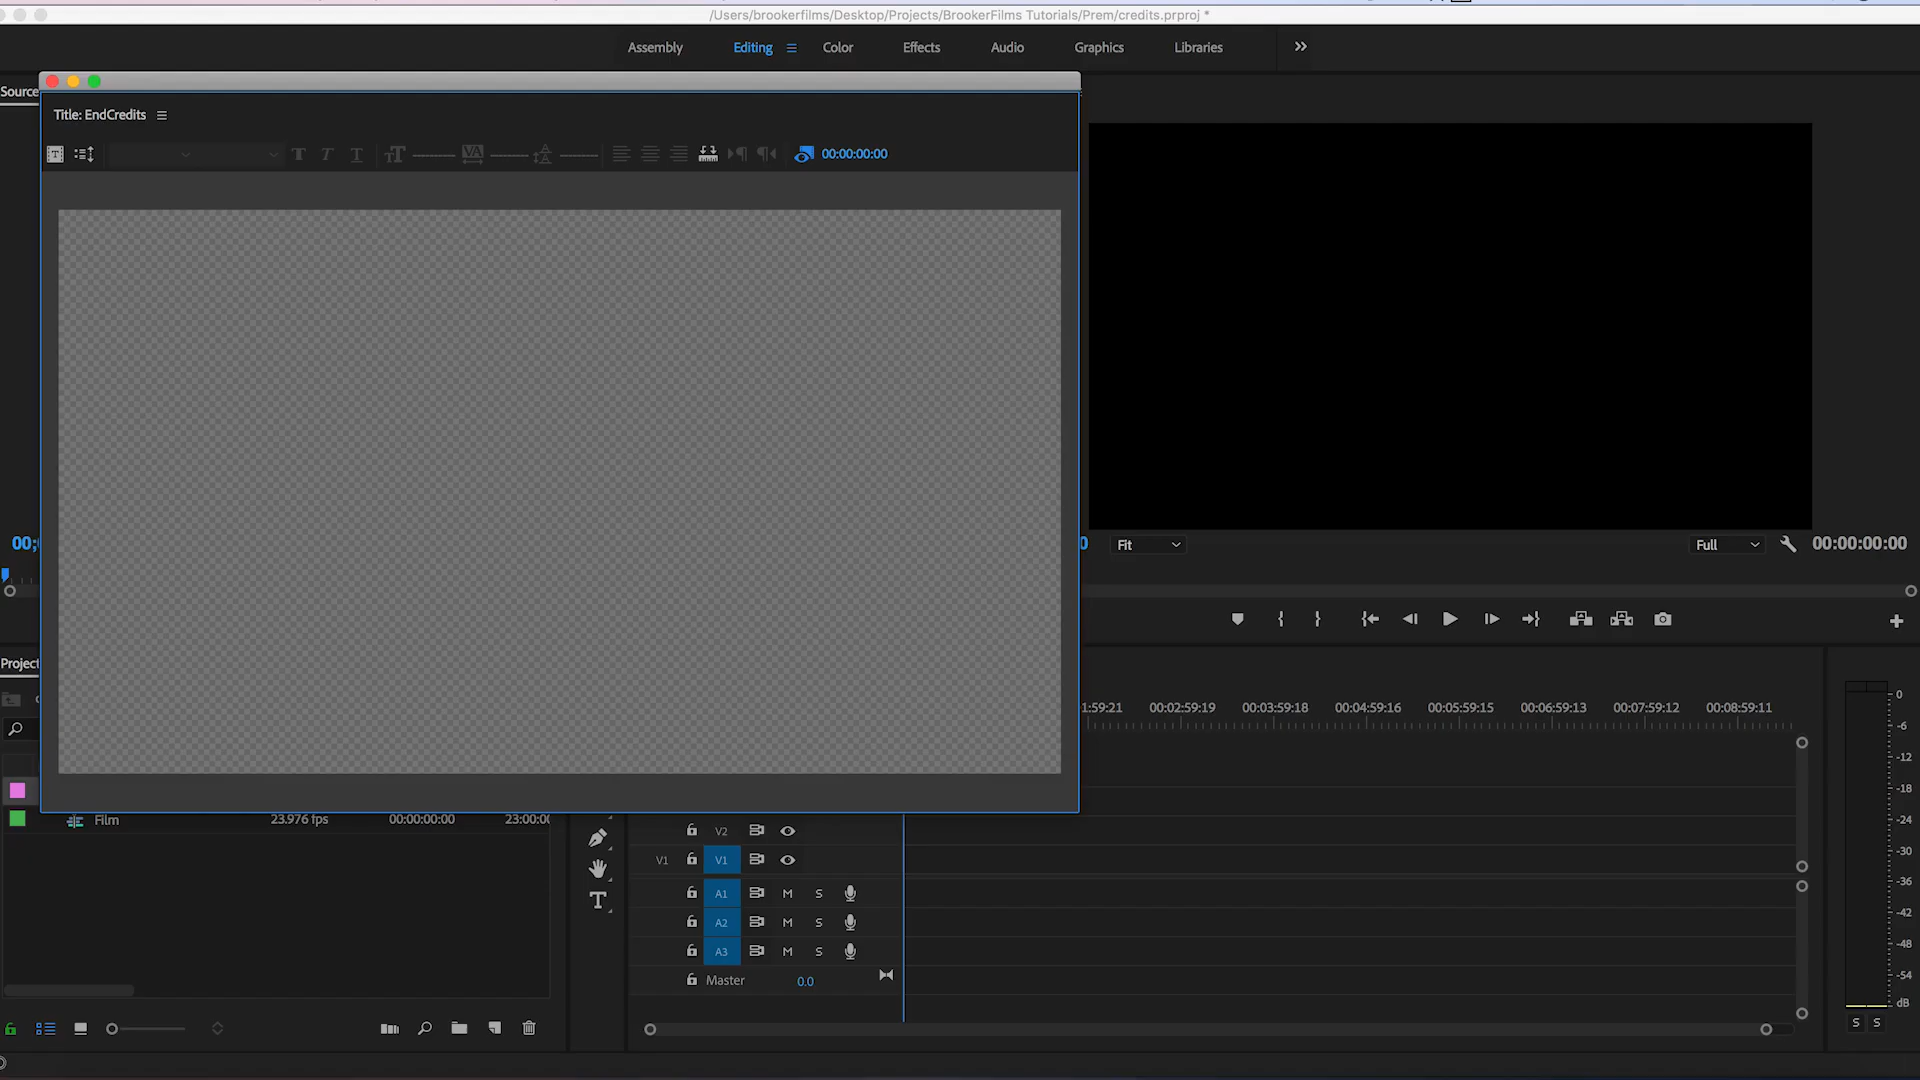 /Users/brookerfilms/Desktop/Projects/BrookerFilms Tutorials/Prem/credits.prproj *
Assembly Editing Color Effects Audio Graphics Libraries
Source
Title: EndCredits
00:00:00:00
Fit Full 00:00:00:00
Project
1:59:21 00:02:59:19 00:03:59:18 00:04:59:16 00:05:59:15 00:06:59:13 00:07:59:12 00:08:59:11
Film 23.976 fps 00:00:00:00 23:00:00
V2
V1 V1
A1 M S
A2 M S
A3 M S
Master 0.0
0
-6
-12
-18
-24
-30
-36
-42
-48
-54
dB
S S